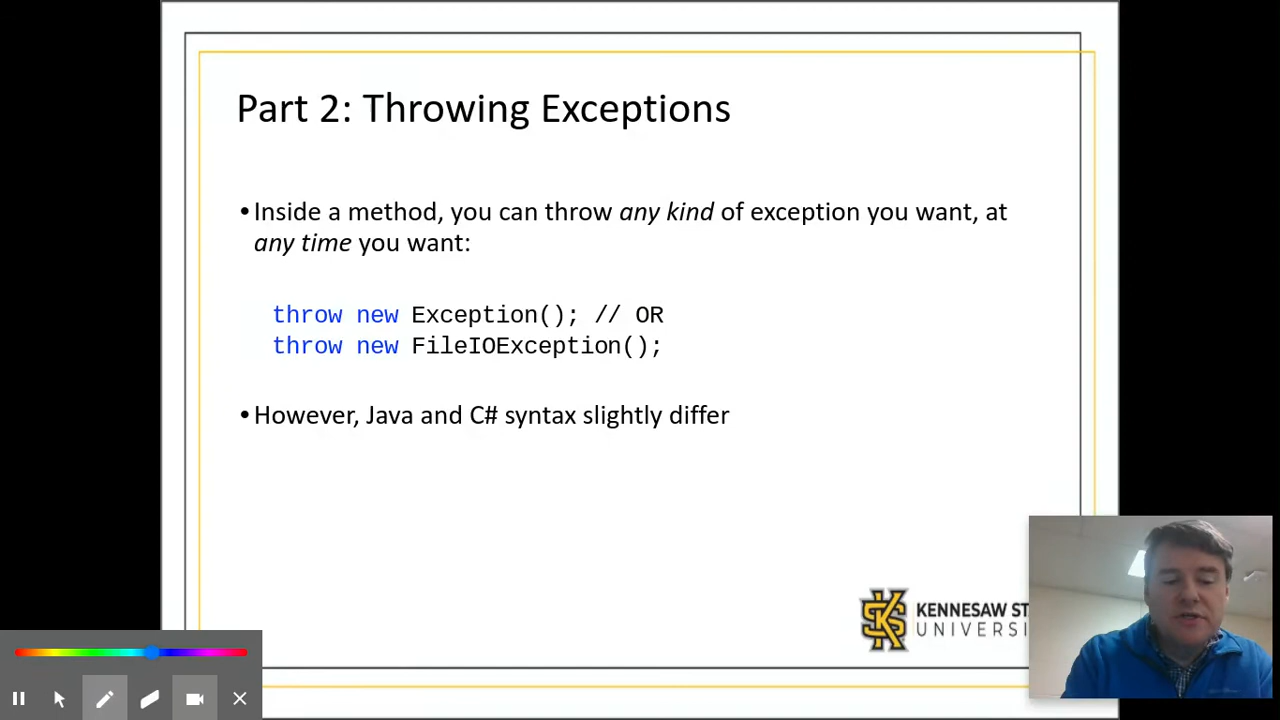 Part 2: Throwing Exceptions
•Inside a method, you can throw any kind of exception you want, at
any time you want:
throw new Exception(); // OR
throw new FileIOException();
•However, Java and C# syntax slightly differ
KENNESAW ST
UNIVERSI